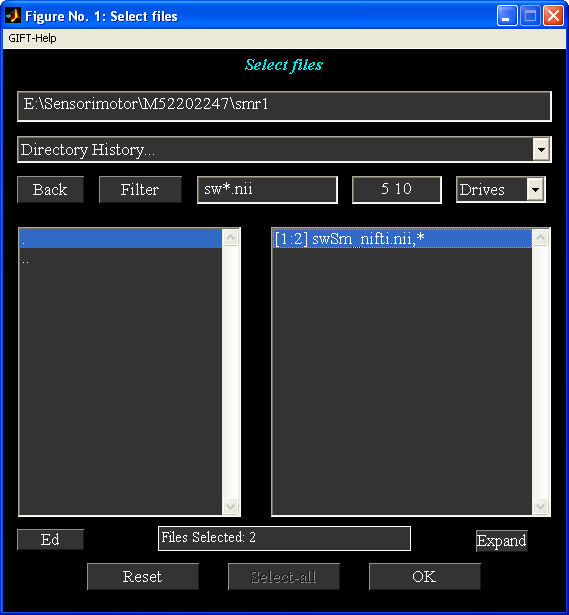 Figure No. 1: Select files
GIFT-Help
Select files
E:\Sensorimotor\M52202247\smr1
Directory History...
Back Filter sw*.nii 5 10 Drives
. [1:2] swSm_nifti.nii,*
..
Ed Files Selected: 2 Expand
Reset Select-all OK